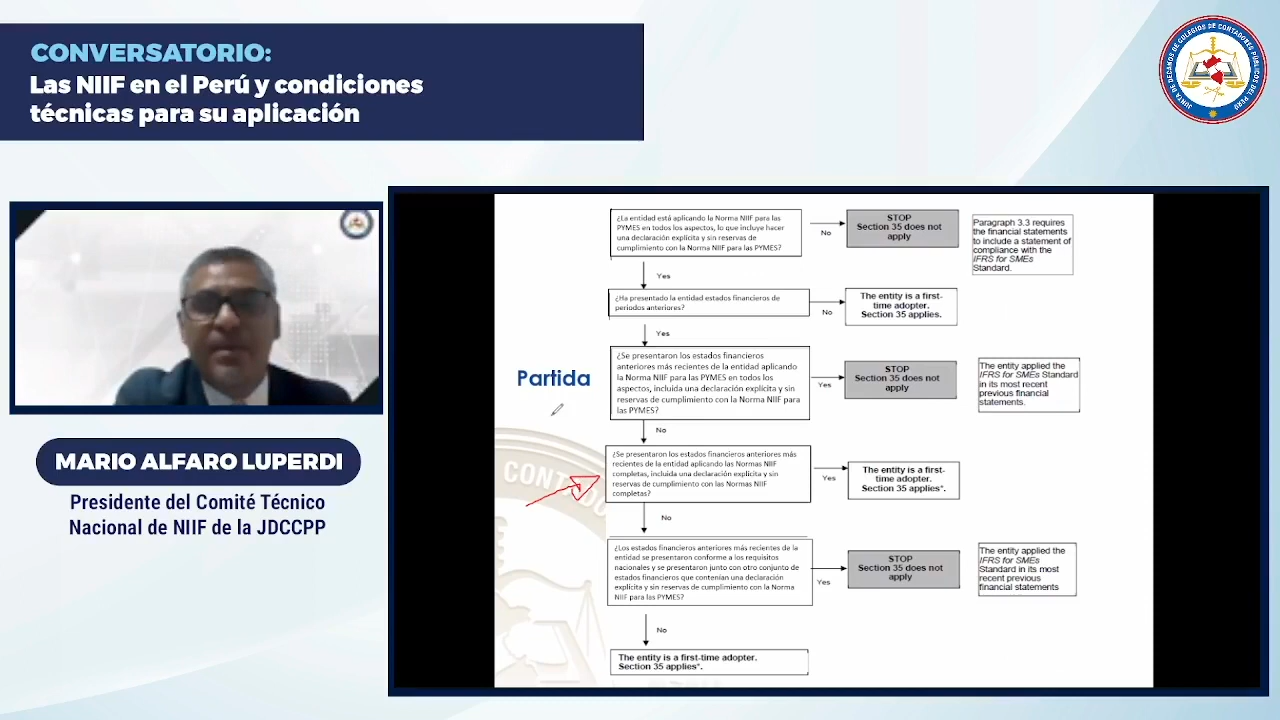 CONVERSATORIO:
Las NIIF en el Perú y condiciones
técnicas para su aplicación
JUNTA DE DECANOS DE COLEGIOS DE CONTADORES PÚBLICOS DEL PERÚ
MARIO ALFARO LUPERDI
Presidente del Comité Técnico
Nacional de NIIF de la JDCCPP
Partida
CONTADO
¿La entidad está aplicando la Norma NIIF para las
PYMES en todos los aspectos, lo que incluye hacer
una declaración explícita y sin reservas de
cumplimiento con la Norma NIIF para las PYMES?
No
STOP
Section 35 does not
apply
Paragraph 3.3 requires
the financial statements
to include a statement of
compliance with the
IFRS for SMEs
Standard.
Yes
¿Ha presentado la entidad estados financieros de
periodos anteriores?
No
The entity is a first-
time adopter.
Section 35 applies.
Yes
¿Se presentaron los estados financieros
anteriores más recientes de la entidad aplicando
la Norma NIIF para las PYMES en todos los
aspectos, incluida una declaración explícita y sin
reservas de cumplimiento con la Norma NIIF para
las PYMES?
Yes
STOP
Section 35 does not
apply
The entity applied the
IFRS for SMEs Standard
in its most recent
previous financial
statements.
No
¿Se presentaron los estados financieros anteriores más
recientes de la entidad aplicando las Normas NIIF
completas, incluida una declaración explícita y sin
reservas de cumplimiento con las Normas NIIF
completas?
Yes
The entity is a first-
time adopter.
Section 35 applies*.
No
¿Los estados financieros anteriores más recientes de la
entidad se presentaron conforme a los requisitos
nacionales y se presentaron junto con otro conjunto de
estados financieros que contenían una declaración
explícita y sin reservas de cumplimiento con la Norma
NIIF para las PYMES?
Yes
STOP
Section 35 does not
apply
The entity applied the
IFRS for SMEs
Standard in its most
recent previous
financial statements
No
The entity is a first-time adopter.
Section 35 applies*.